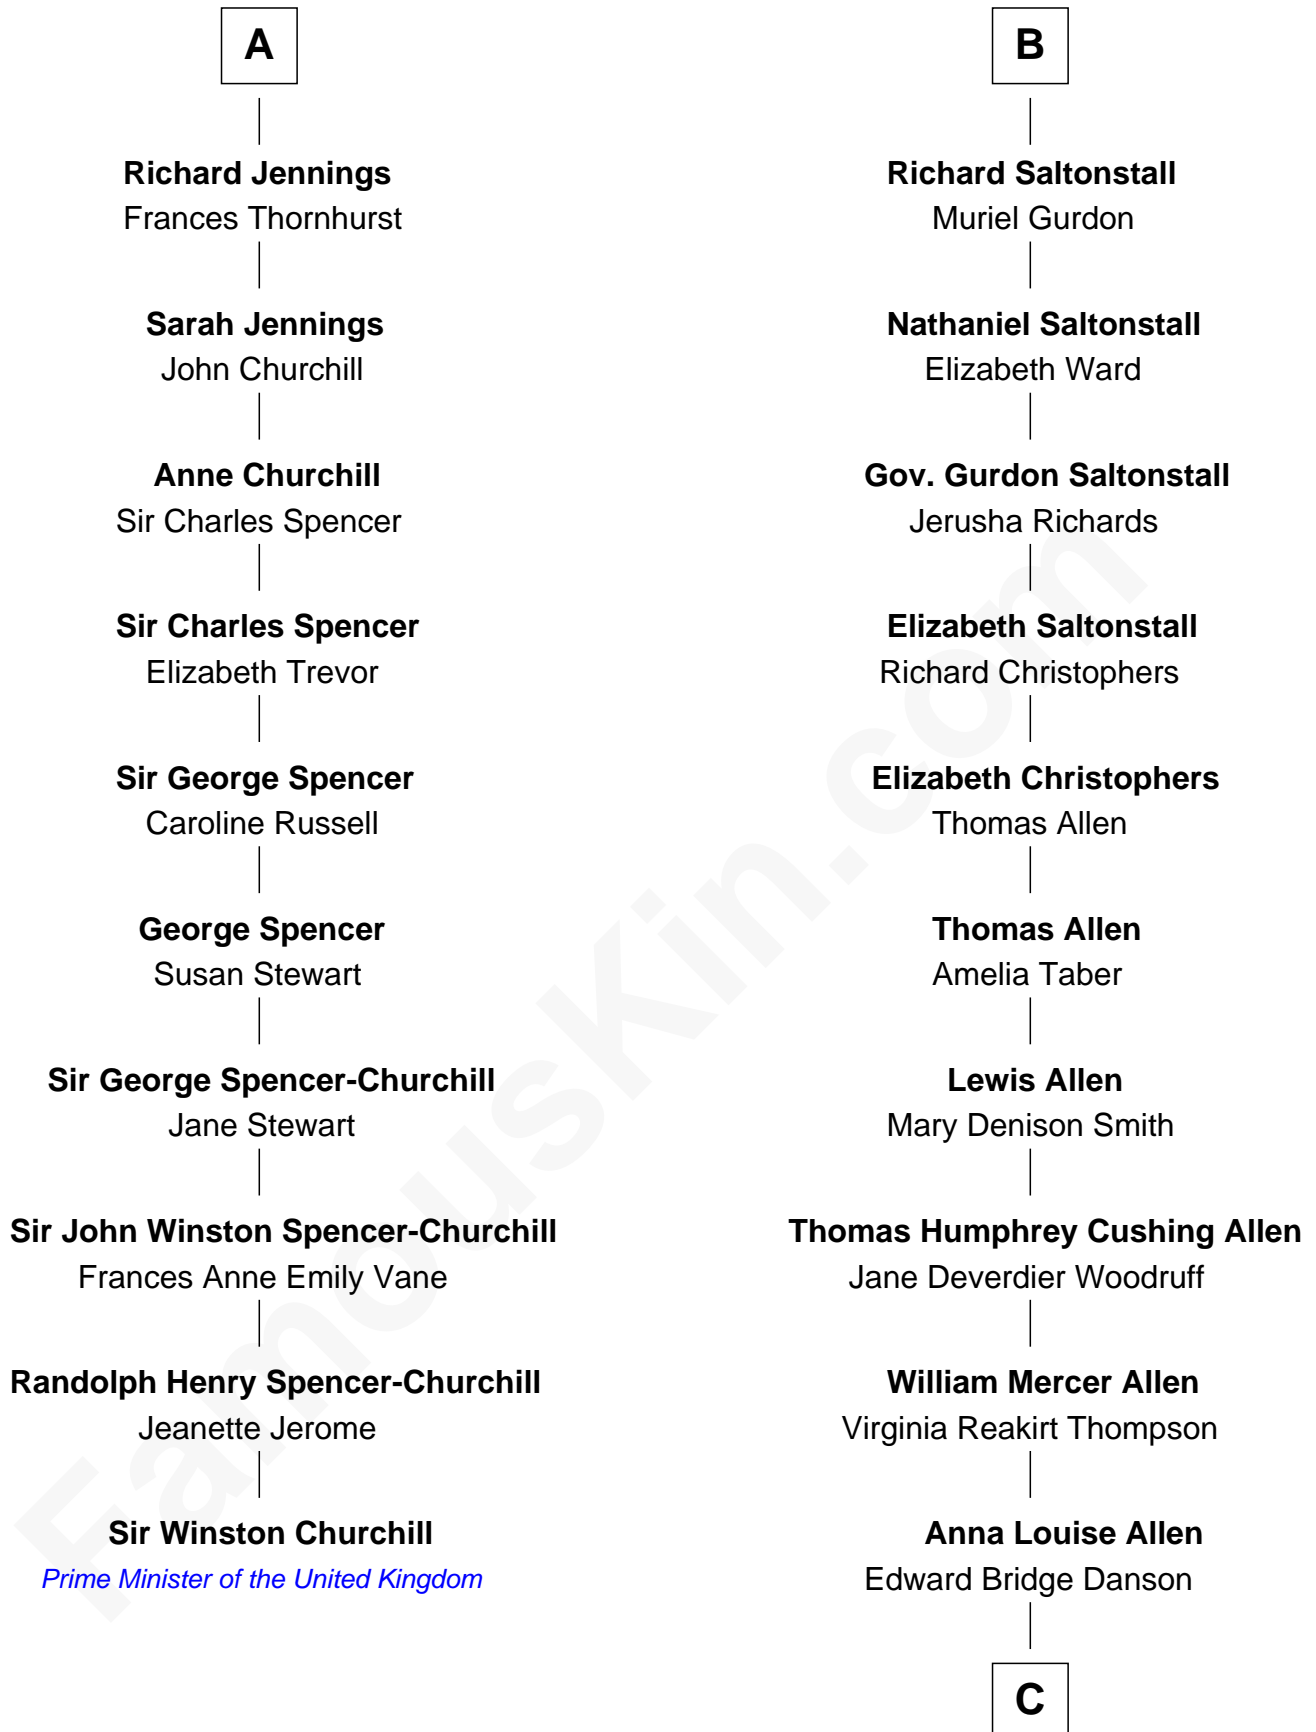 A
Richard Jennings
Frances Thornhurst
Sarah Jennings
John Churchill
Anne Churchill
Sir Charles Spencer
Sir Charles Spencer
Elizabeth Trevor
Sir George Spencer
Caroline Russell
George Spencer
Susan Stewart
Sir George Spencer-Churchill
Jane Stewart
Sir John Winston Spencer-Churchill
Frances Anne Emily Vane
Randolph Henry Spencer-Churchill
Jeanette Jerome
Sir Winston Churchill
Prime Minister of the United Kingdom
B
Richard Saltonstall
Muriel Gurdon
Nathaniel Saltonstall
Elizabeth Ward
Gov. Gurdon Saltonstall
Jerusha Richards
Elizabeth Saltonstall
Richard Christophers
Elizabeth Christophers
Thomas Allen
Thomas Allen
Amelia Taber
Lewis Allen
Mary Denison Smith
Thomas Humphrey Cushing Allen
Jane Deverdier Woodruff
William Mercer Allen
Virginia Reakirt Thompson
Anna Louise Allen
Edward Bridge Danson
C
FamousKin.com